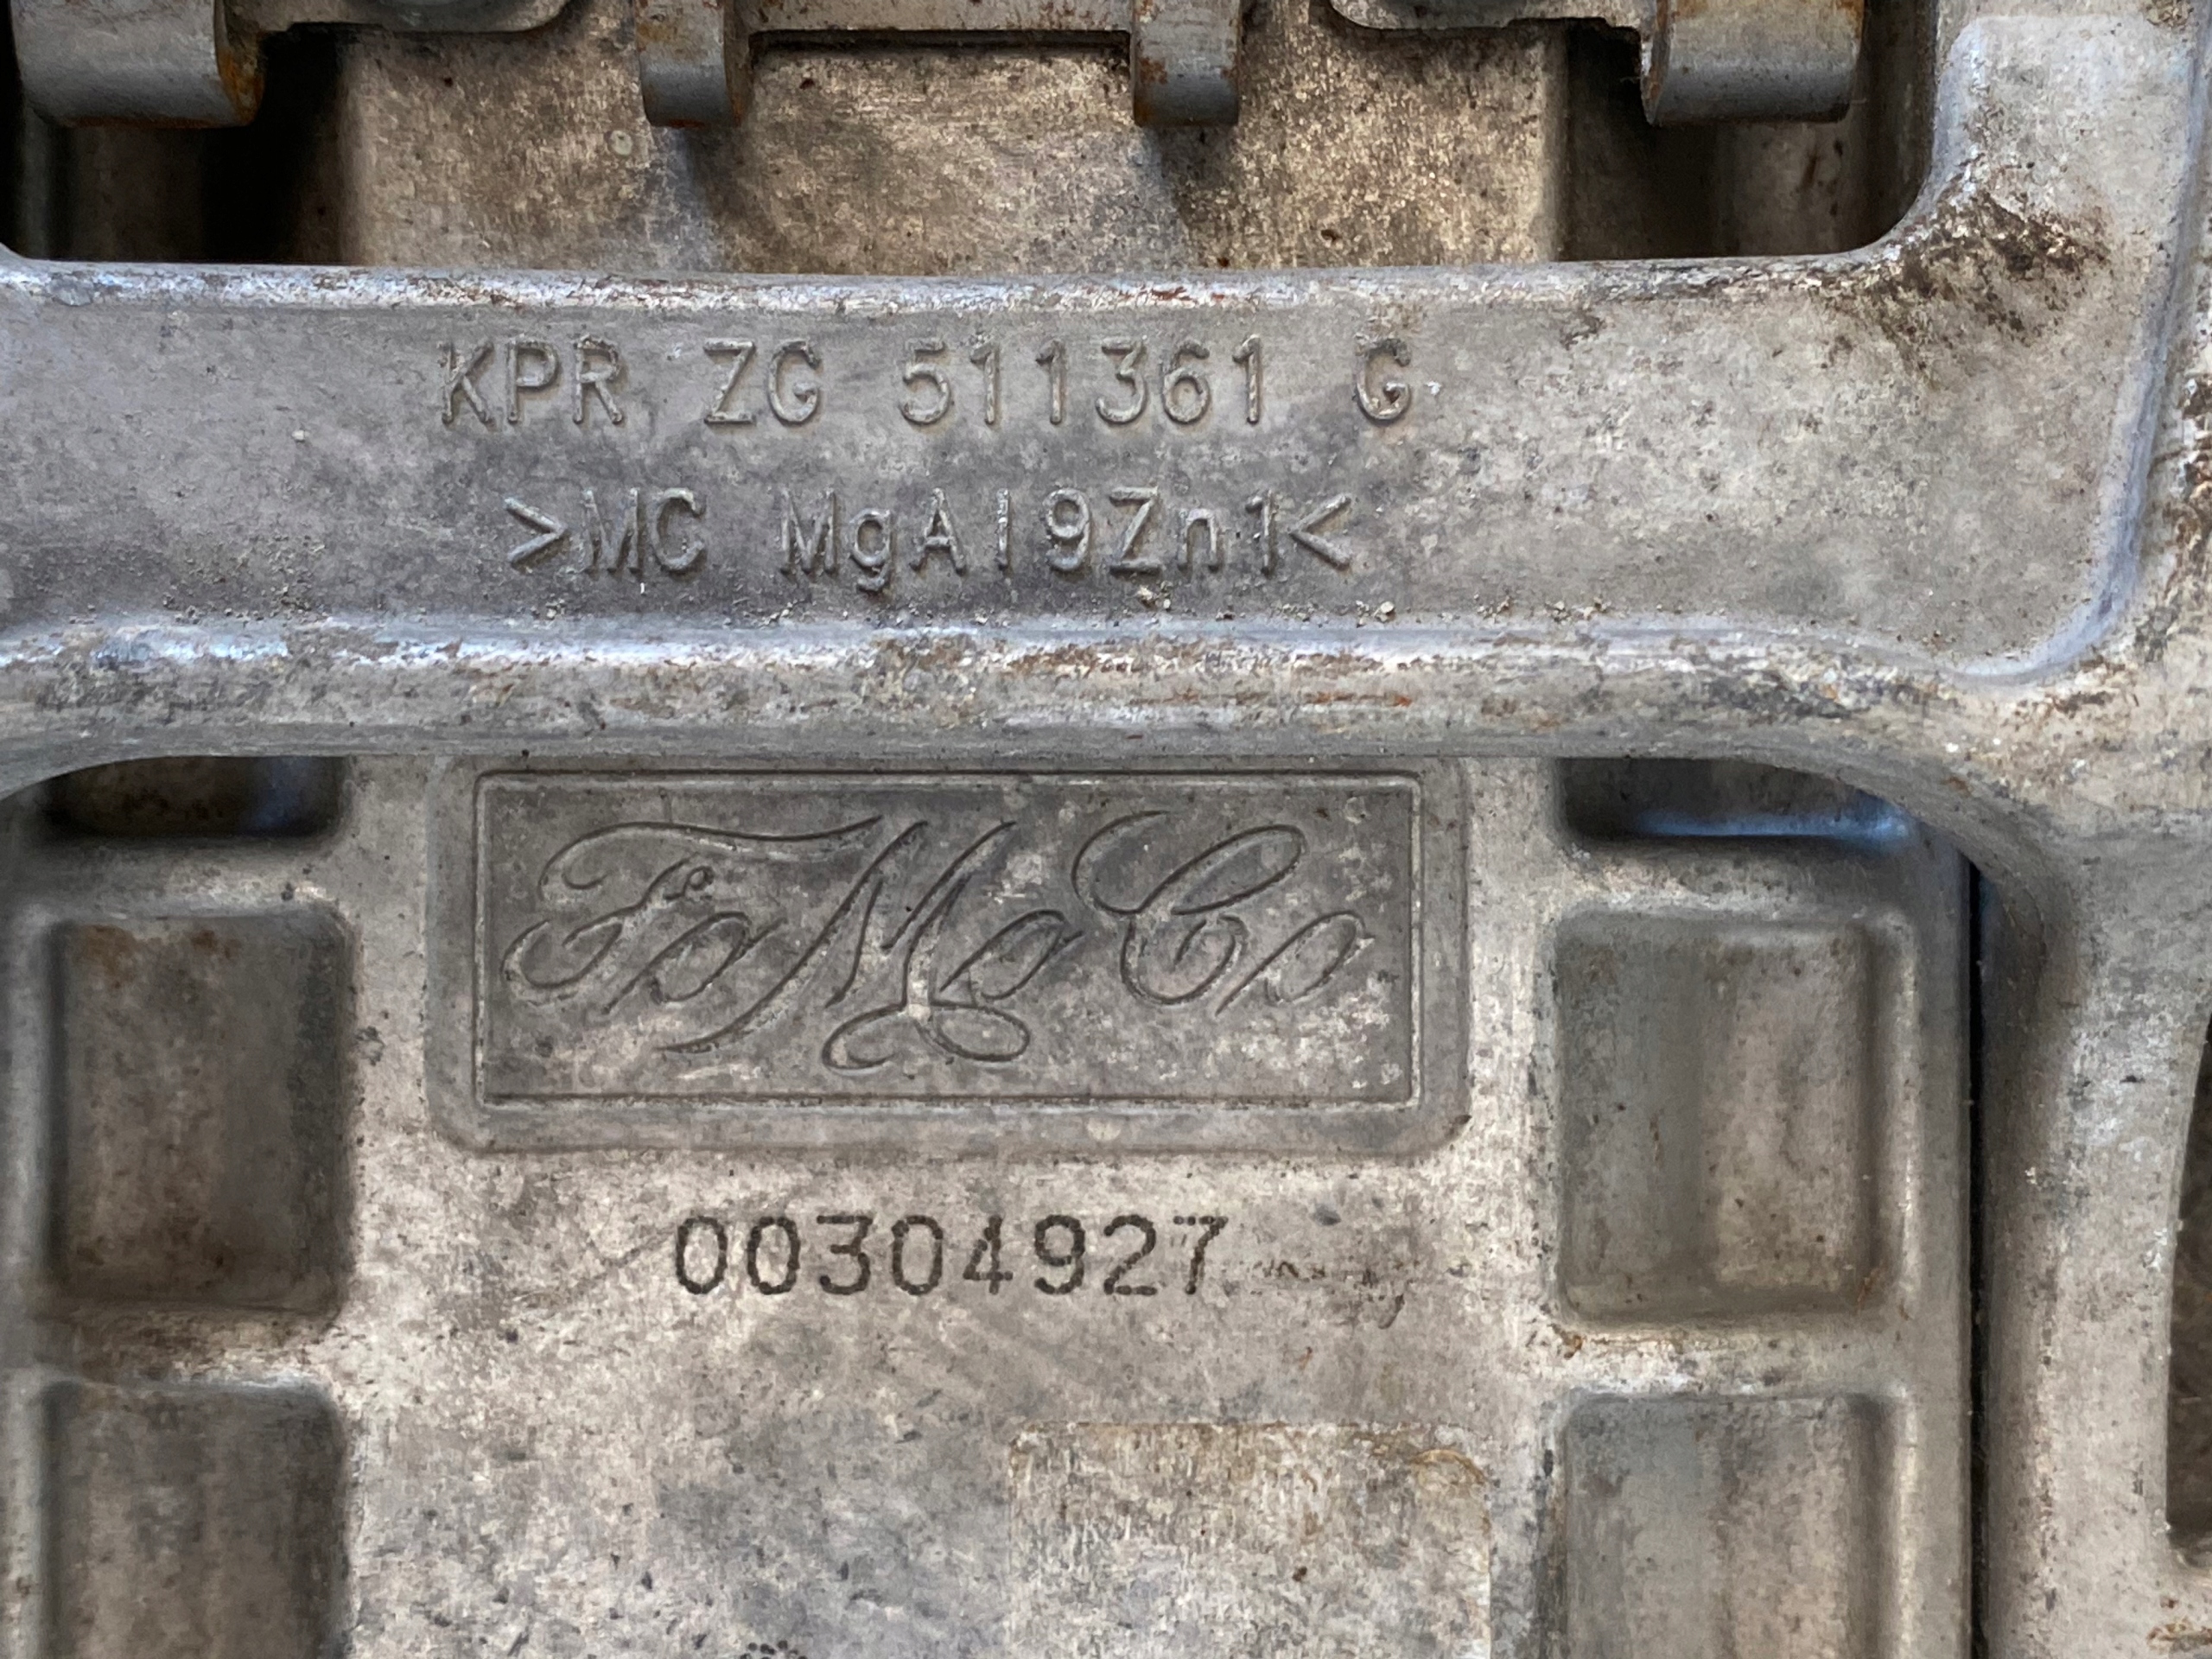 KPR ZG 511361 G
>MC MgAl9Zn1<
FoMoCo
00304927